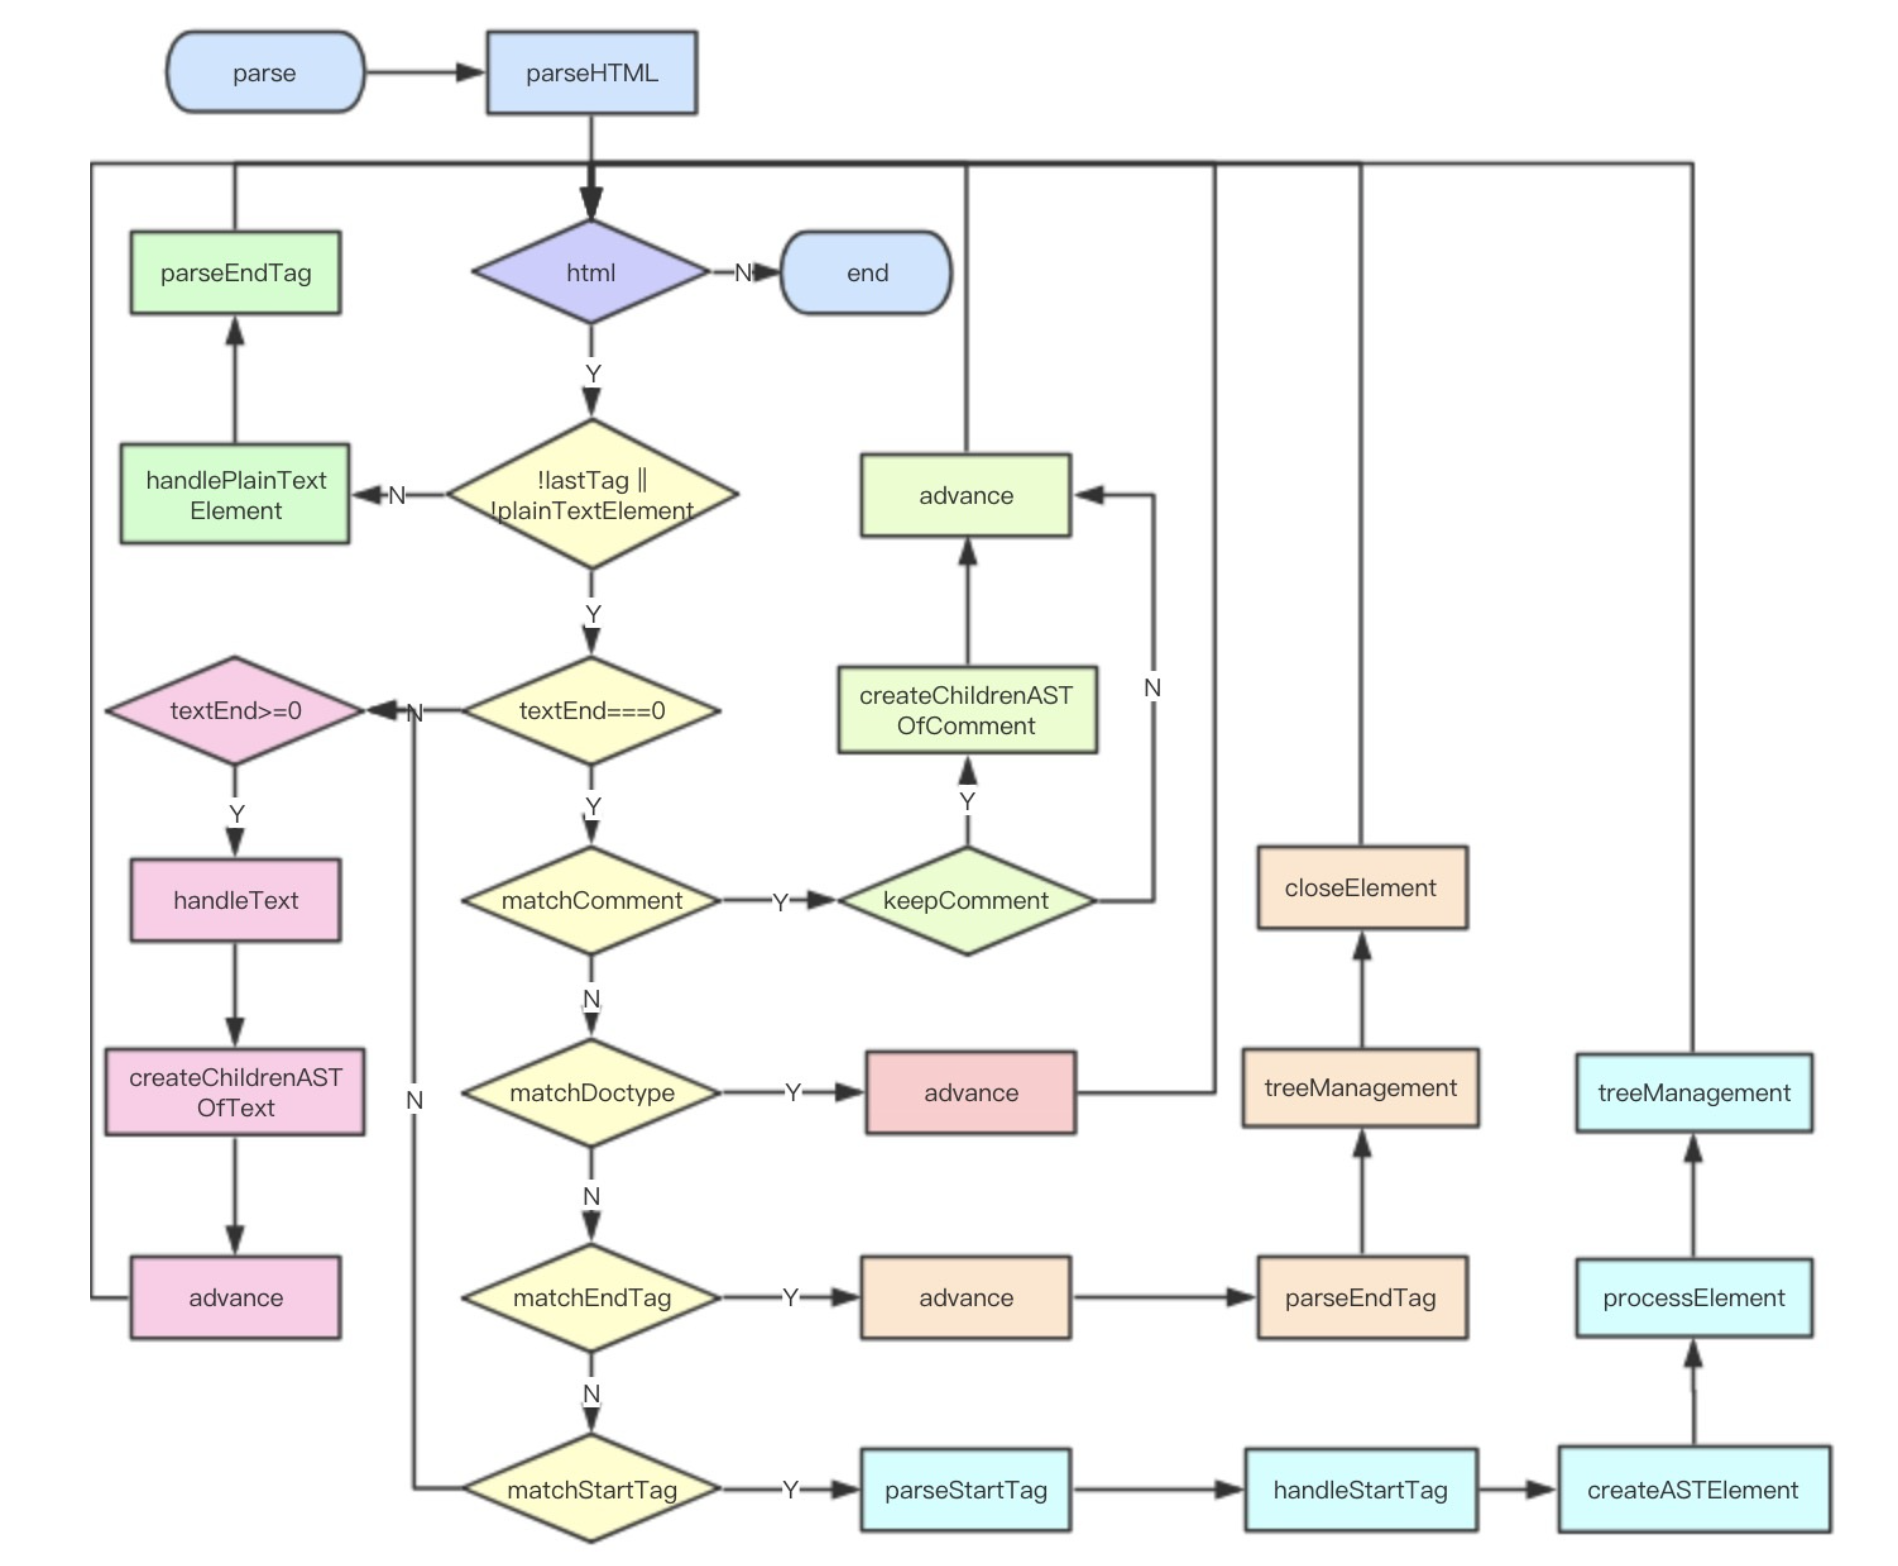 parse
parseHTML
parseEndTag
html
N
end
Y
handlePlainText
Element
N
!lastTag ||
!plainTextElement
advance
Y
N
textEnd>=0
N
textEnd===0
createChildrenAST
OfComment
Y
Y
Y
handleText
matchComment
Y
keepComment
closeElement
N
createChildrenAST
OfText
N
matchDoctype
Y
advance
treeManagement
treeManagement
N
advance
matchEndTag
Y
advance
parseEndTag
processElement
N
matchStartTag
Y
parseStartTag
handleStartTag
createASTElement